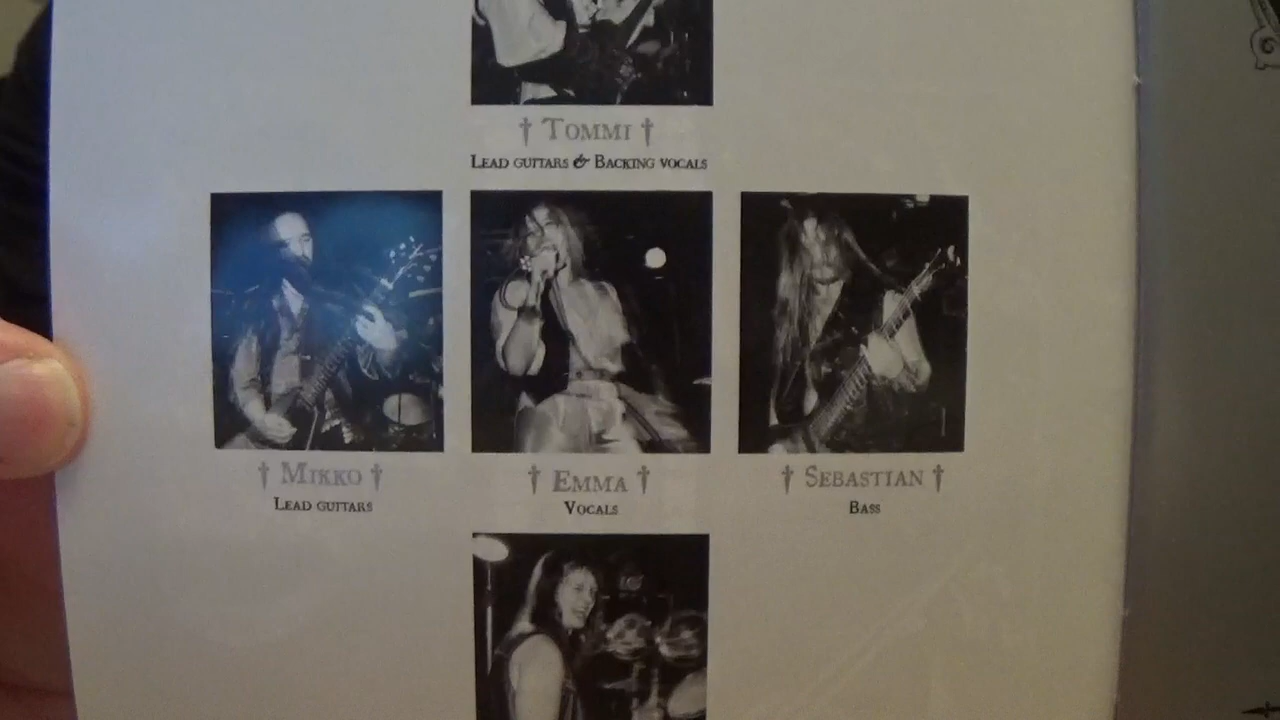 † Tommi †
Lead guitars & Backing vocals
† Mikko †
Lead guitars
† Emma †
Vocals
† Sebastian †
Bass